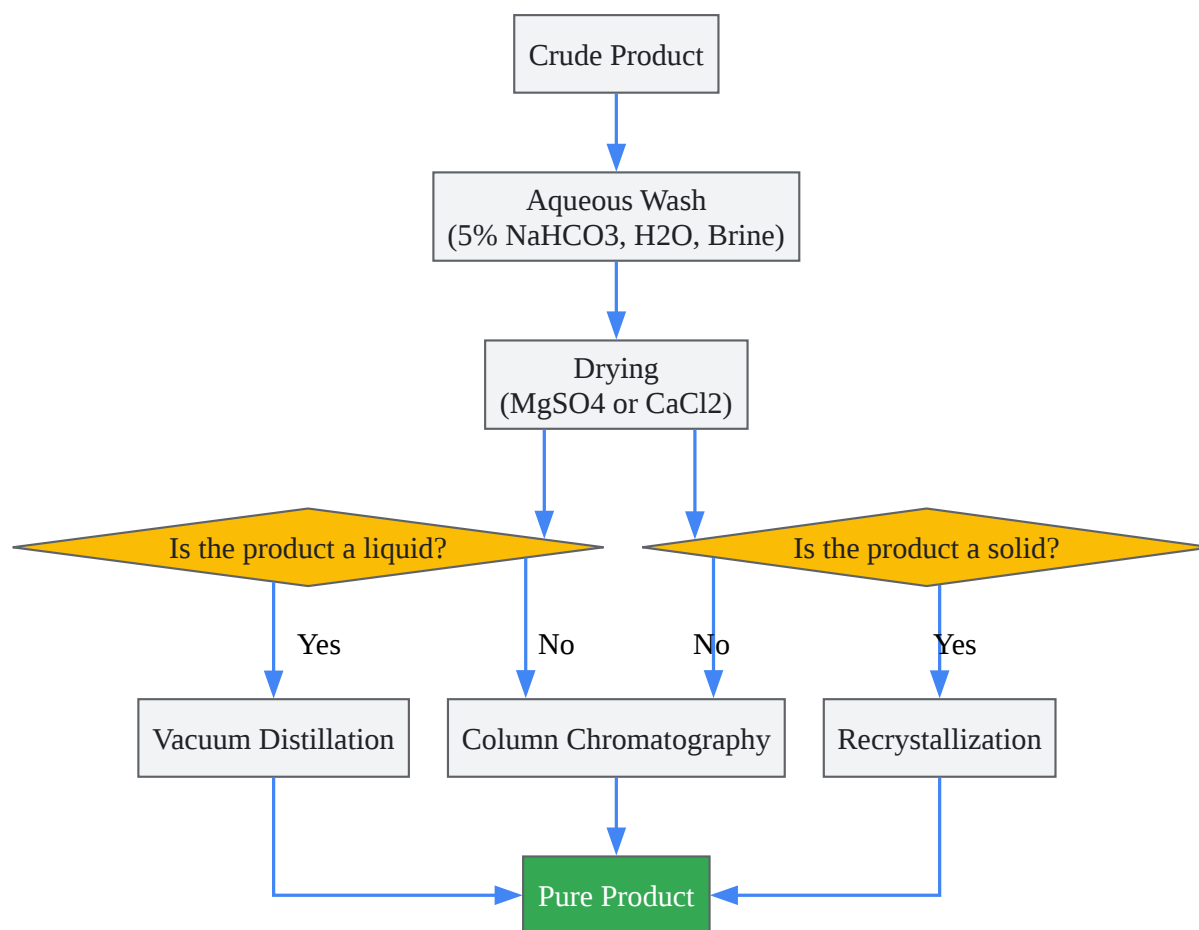 Crude Product
Aqueous Wash
(5% NaHCO3, H2O, Brine)
Drying
(MgSO4 or CaCl2)
Is the product a liquid?
Is the product a solid?
Yes
No
No
Yes
Vacuum Distillation
Column Chromatography
Recrystallization
Pure Product